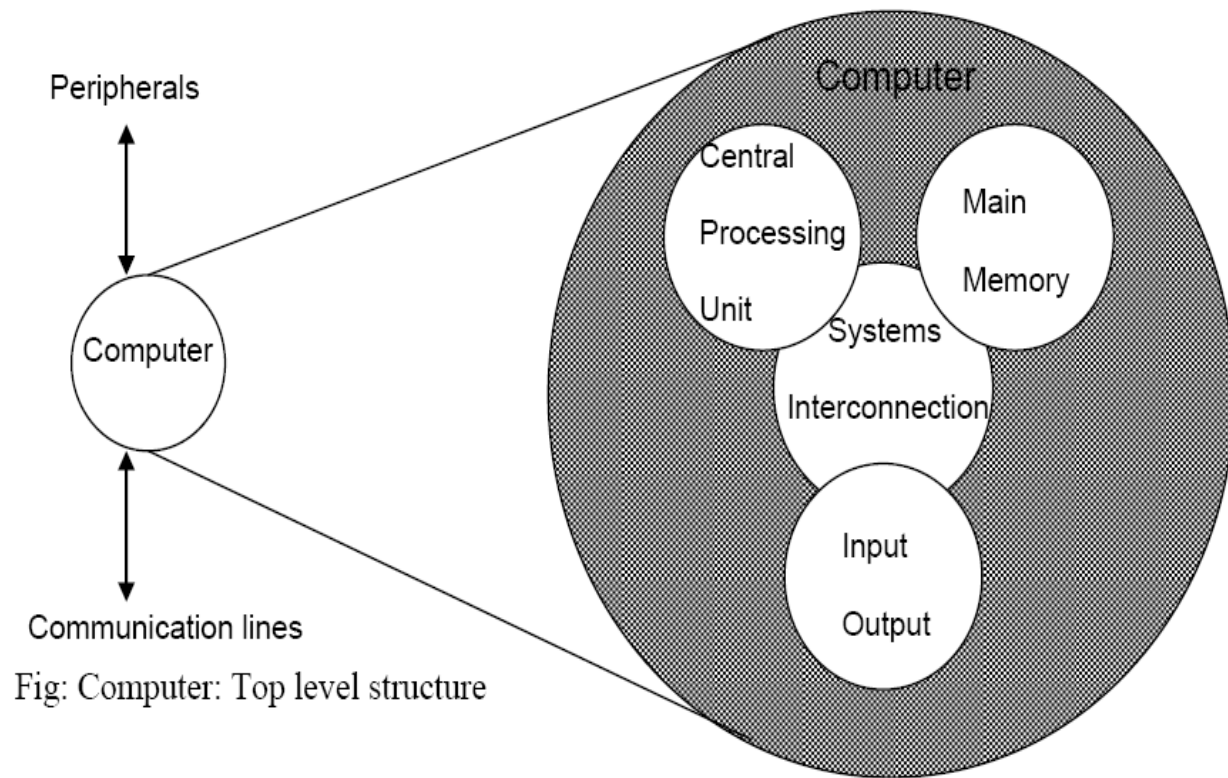 Peripherals
Computer
Communication lines
Fig: Computer: Top level structure
Computer
Central
Processing
Unit
Main
Memory
Systems
Interconnection
Input
Output